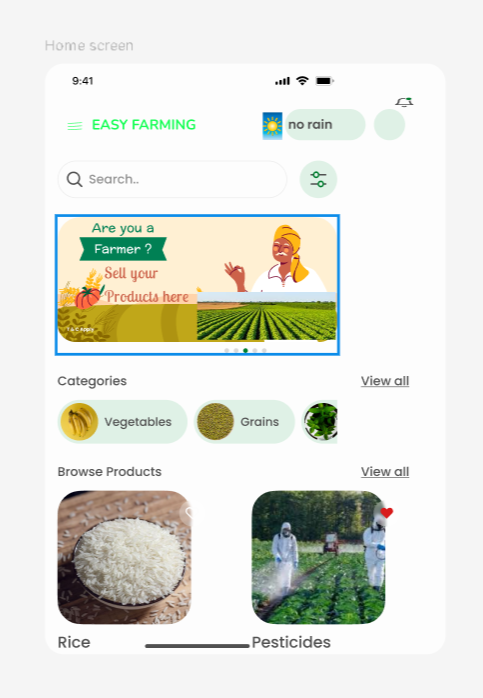 Home screen
9:41
EASY FARMING
no rain
Search..
Are you a
Farmer ?
Sell your
Products here
Categories
View all
Vegetables
Grains
Browse Products
View all
Rice
Pesticides